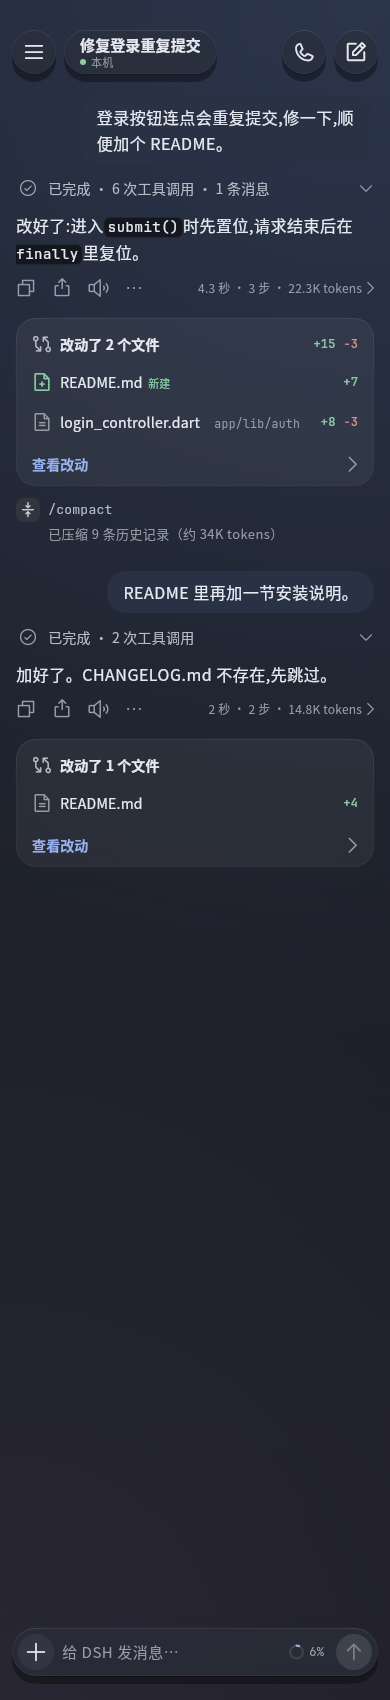 修复登录重复提交
本机
登录按钮连点会重复提交,修一下,顺
便加个 README。
已完成 · 6 次工具调用 · 1 条消息
改好了:进入 submit() 时先置位,请求结束后在
finally 里复位。
4.3 秒 · 3 步 · 22.3K tokens
改动了 2 个文件 +15 -3
README.md 新建 +7
login_controller.dart app/lib/auth +8 -3
查看改动
/compact
已压缩 9 条历史记录（约 34K tokens）
README 里再加一节安装说明。
已完成 · 2 次工具调用
加好了。CHANGELOG.md 不存在,先跳过。
2 秒 · 2 步 · 14.8K tokens
改动了 1 个文件
README.md +4
查看改动
给 DSH 发消息… 6%